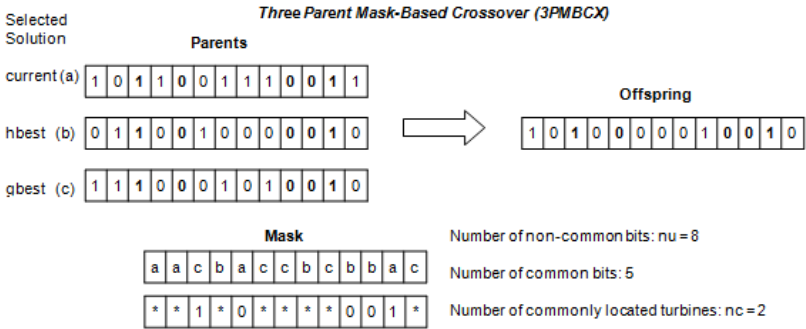 Three Parent Mask-Based Crossover (3PMBCX)
Selected
Solution
Parents
current (a) 1 0 1 1 0 0 1 1 1 0 0 1 1
Offspring
hbest (b) 0 1 1 0 0 1 0 0 0 0 0 1 0
1 0 1 0 0 0 0 0 1 0 0 1 0
gbest (c) 1 1 1 0 0 0 1 0 1 0 0 1 0
Mask
Number of non-common bits: nu = 8
a a c b a c c b c b b a c
Number of common bits: 5
* * 1 * 0 * * * * 0 0 1 *
Number of commonly located turbines: nc = 2